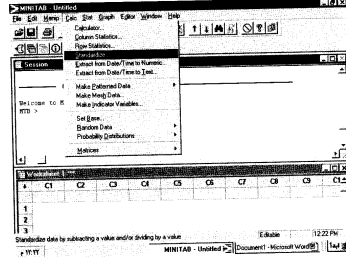 MINITAB - Untitled
File Edit Manip Calc Stat Graph Editor Window Help
Calculator...
Column Statistics...
Row Statistics...
Standardize...
Extract from Date/Time to Numeric...
Extract from Date/Time to Text...
Make Patterned Data
Make Mesh Data...
Make Indicator Variables...
Set Base...
Random Data
Probability Distributions
Matrices
Session
Welcome to M
MTB >
Worksheet 1 ***
C1 C2 C3 C4 C5 C6 C7 C8 C9
1
2
3
Standardize data by subtracting a value and/or dividing by a value
Editable 12:22 PM
MINITAB - Untitled Document1 - Microsoft Word